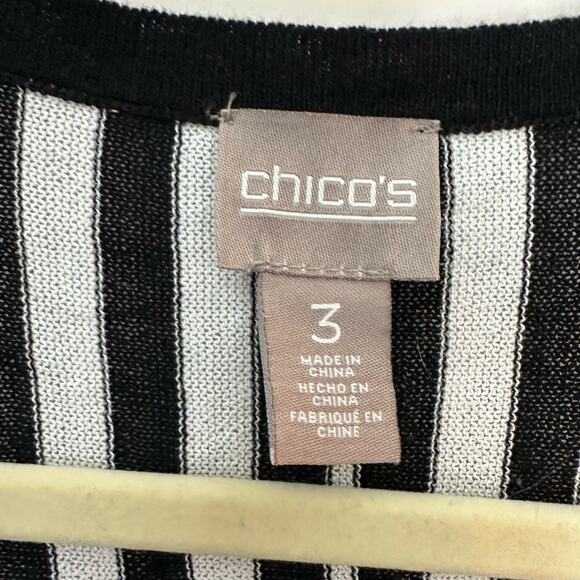 chico's
3
MADE IN
CHINA
HECHO EN
CHINA
FABRIQUÉ EN
CHINE